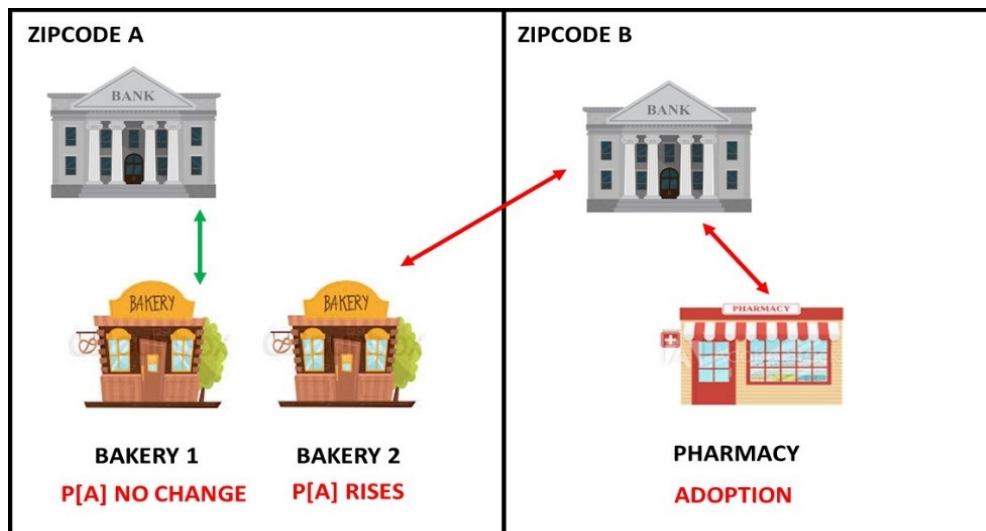 ZIPCODE A
BANK
BAKERY
BAKERY
BAKERY 1
BAKERY 2
P[A] NO CHANGE
P[A] RISES
ZIPCODE B
BANK
PHARMACY
PHARMACY
ADOPTION